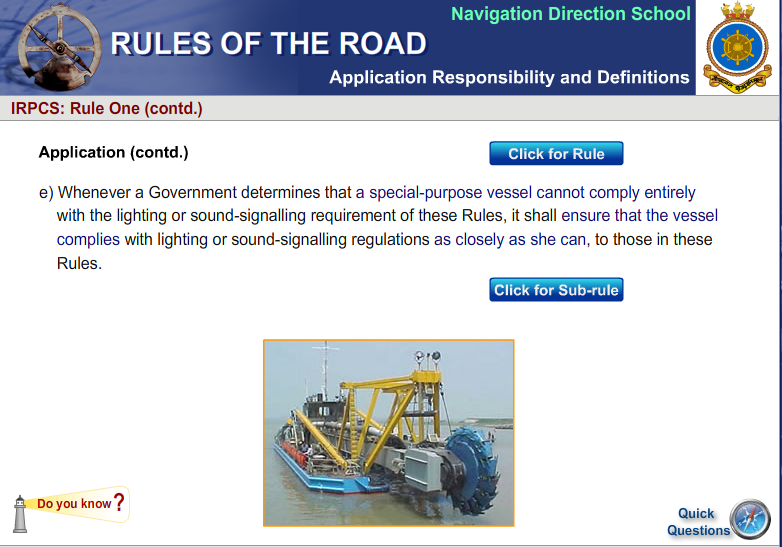 Navigation Direction School
RULES OF THE ROAD
Application Responsibility and Definitions
IRPCS: Rule One (contd.)
Application (contd.)
Click for Rule
e) Whenever a Government determines that a special-purpose vessel cannot comply entirely
with the lighting or sound-signalling requirement of these Rules, it shall ensure that the vessel
complies with lighting or sound-signalling regulations as closely as she can, to those in these
Rules.
Click for Sub-rule
Do you know?
Quick
Questions